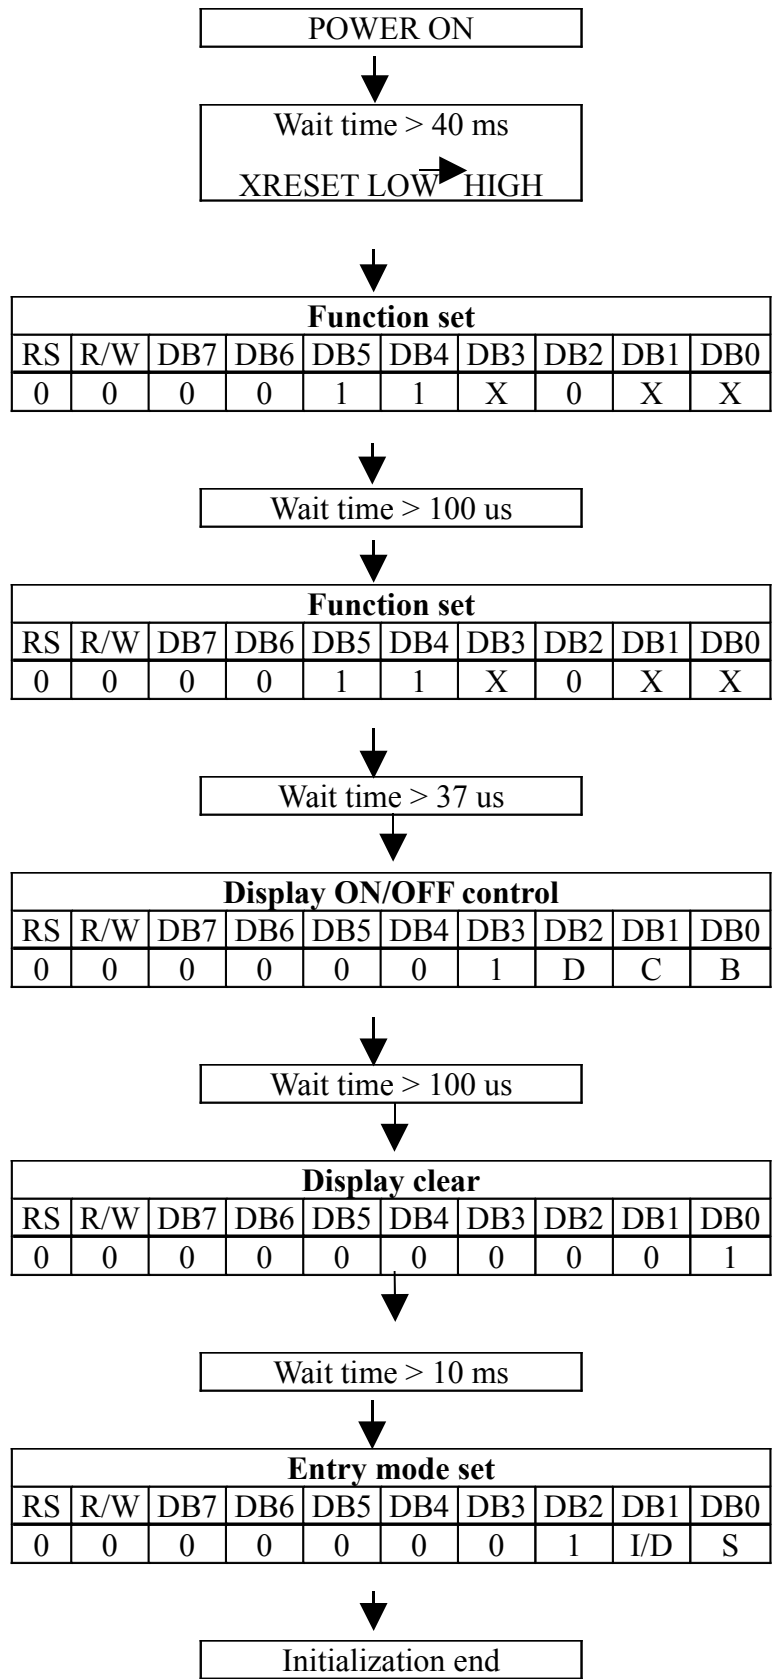 POWER ON
Wait time > 40 ms
XRESET LOW HIGH
Function set
RS R/W DB7 DB6 DB5 DB4 DB3 DB2 DB1 DB0
0 0 0 0 1 1 X 0 X X
Wait time > 100 us
Function set
RS R/W DB7 DB6 DB5 DB4 DB3 DB2 DB1 DB0
0 0 0 0 1 1 X 0 X X
Wait time > 37 us
Display ON/OFF control
RS R/W DB7 DB6 DB5 DB4 DB3 DB2 DB1 DB0
0 0 0 0 0 0 1 D C B
Wait time > 100 us
Display clear
RS R/W DB7 DB6 DB5 DB4 DB3 DB2 DB1 DB0
0 0 0 0 0 0 0 0 0 1
Wait time > 10 ms
Entry mode set
RS R/W DB7 DB6 DB5 DB4 DB3 DB2 DB1 DB0
0 0 0 0 0 0 0 1 I/D S
Initialization end